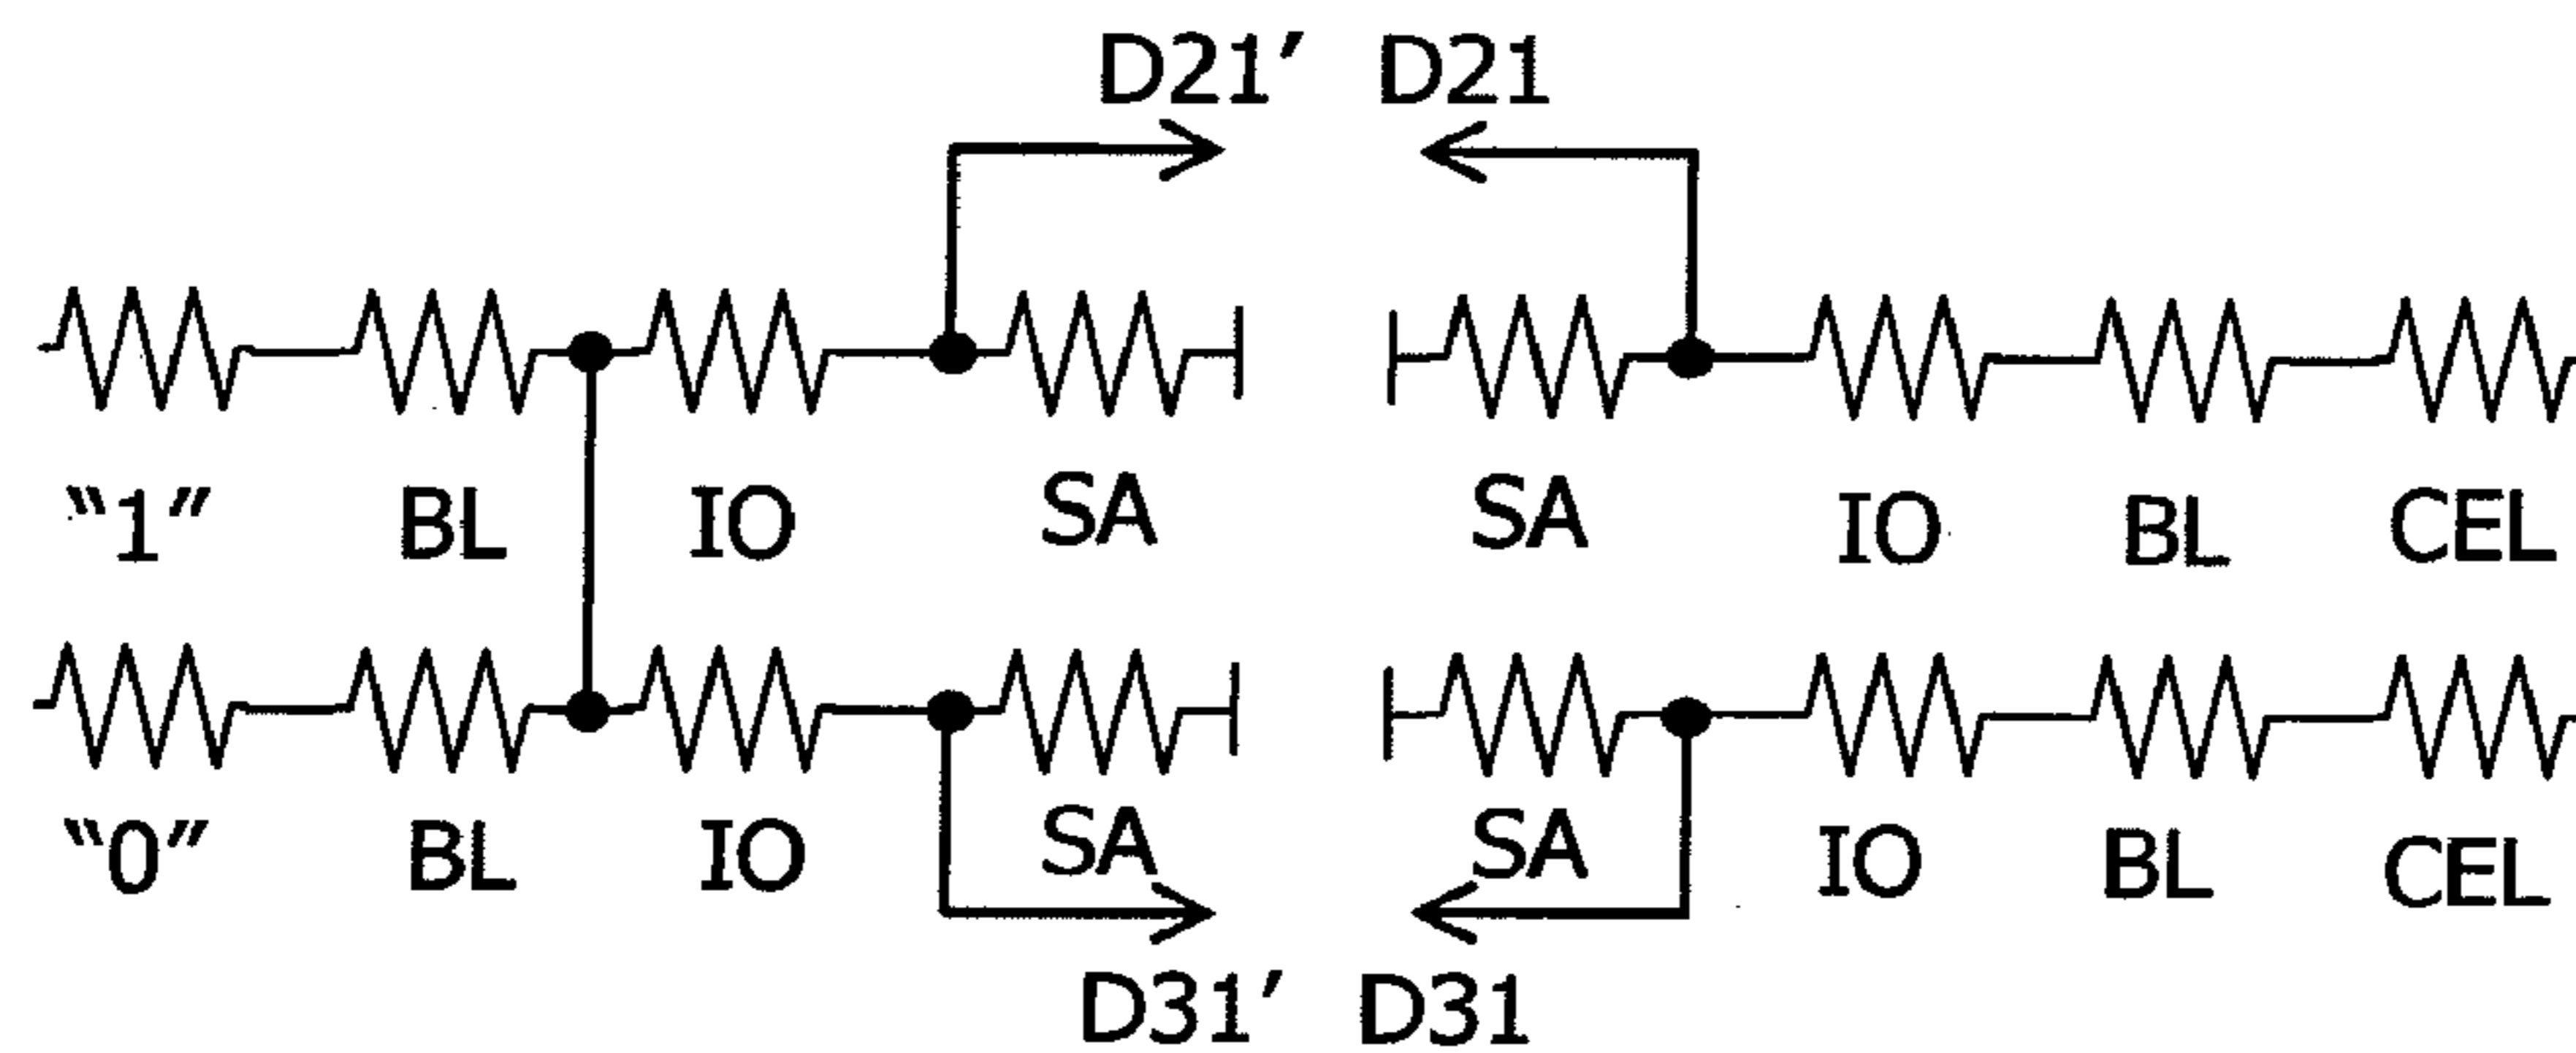 D21′ D21
“1” BL IO SA SA IO BL CEL
“0” BL IO SA SA IO BL CEL
D31′ D31